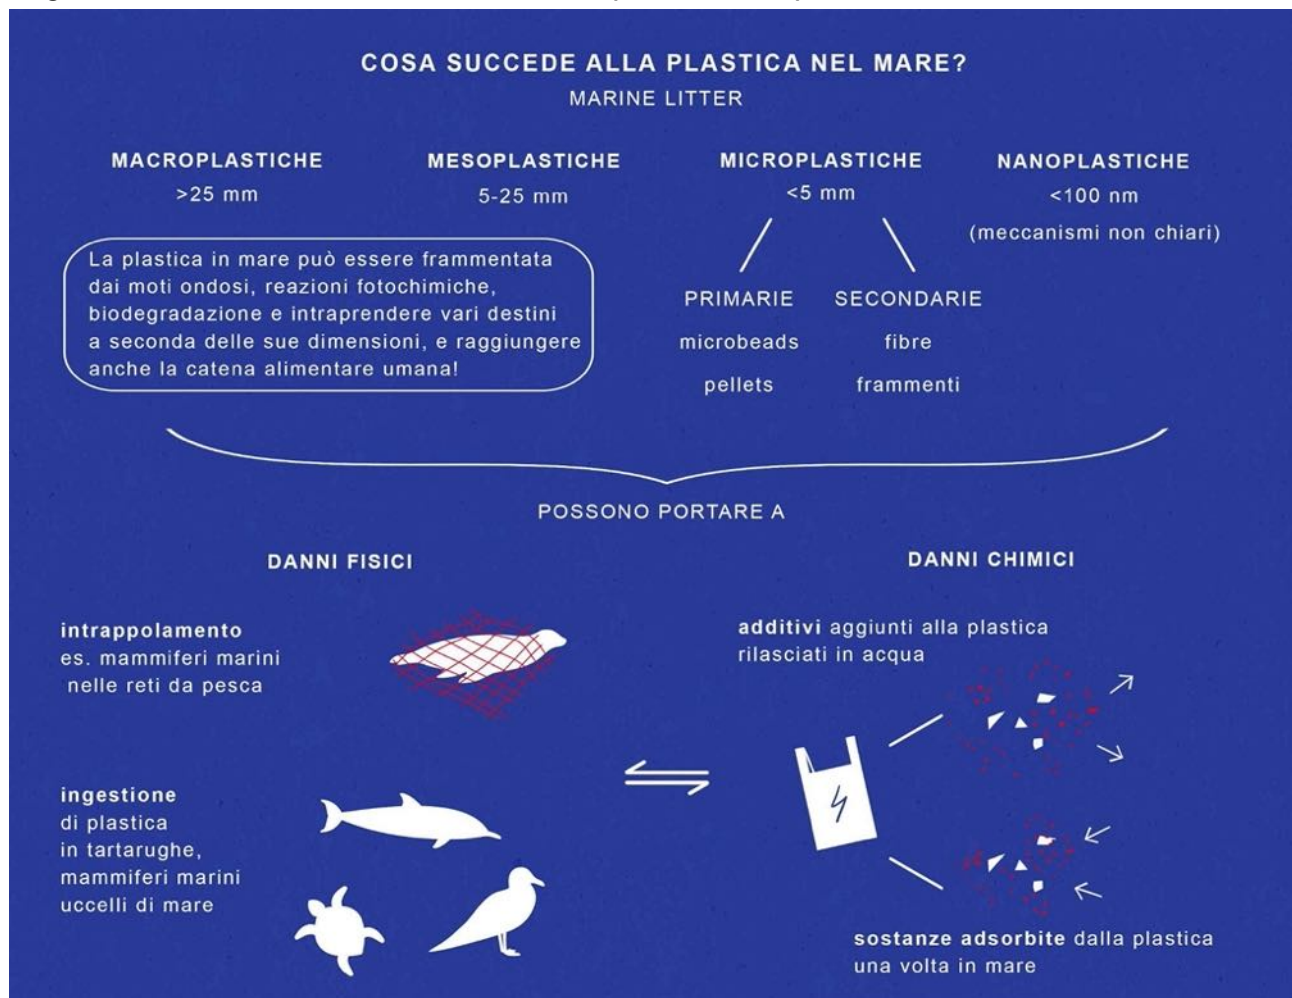 COSA SUCCEDE ALLA PLASTICA NEL MARE?
MARINE LITTER
MACROPLASTICHE
>25 mm
MESOPLASTICHE
5-25 mm
MICROPLASTICHE
<5 mm
NANOPLASTICHE
<100 nm
(meccanismi non chiari)
La plastica in mare può essere frammentata
dai moti ondosi, reazioni fotochimiche,
biodegradazione e intraprendere vari destini
a seconda delle sue dimensioni, e raggiungere
anche la catena alimentare umana!
PRIMARIE
microbeads
pellets
SECONDARIE
fibre
frammenti
POSSONO PORTARE A
DANNI FISICI
intrappolamento
es. mammiferi marini
nelle reti da pesca
ingestione
di plastica
in tartarughe,
mammiferi marini
uccelli di mare
DANNI CHIMICI
additivi aggiunti alla plastica
rilasciati in acqua
sostanze adsorbite dalla plastica
una volta in mare